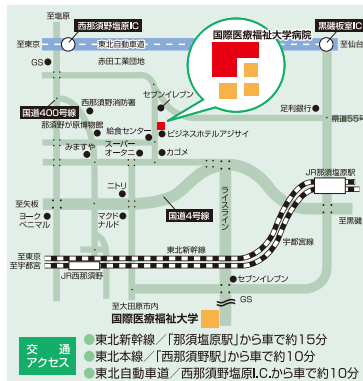 至塩原
西那須野塩原IC
国際医療福祉大学病院
黒磯板室IC
至東京
東北自動車道
至仙台
GS
赤田工業団地
セブンイレブン
西那須野消防署
足利銀行
国道400号線
県道55号
那須野が原博物館
給食センター
ビジネスホテルアジサイ
みますや
スーパーオータニ
カゴメ
JR那須塩原駅
ニトリ
ライスライン
至矢板
国道4号線
至黒磯
ヨークベニマル
マクドナルド
宇都宮線
東北新幹線
至東京
至宇都宮
JR西那須野
セブンイレブン
至大田原市内
GS
国際医療福祉大学
交通アクセス
●東北新幹線／「那須塩原駅」から車で約15分
●東北本線／「西那須野駅」から車で約10分
●東北自動車道／西那須野塩原I.C.から車で約10分